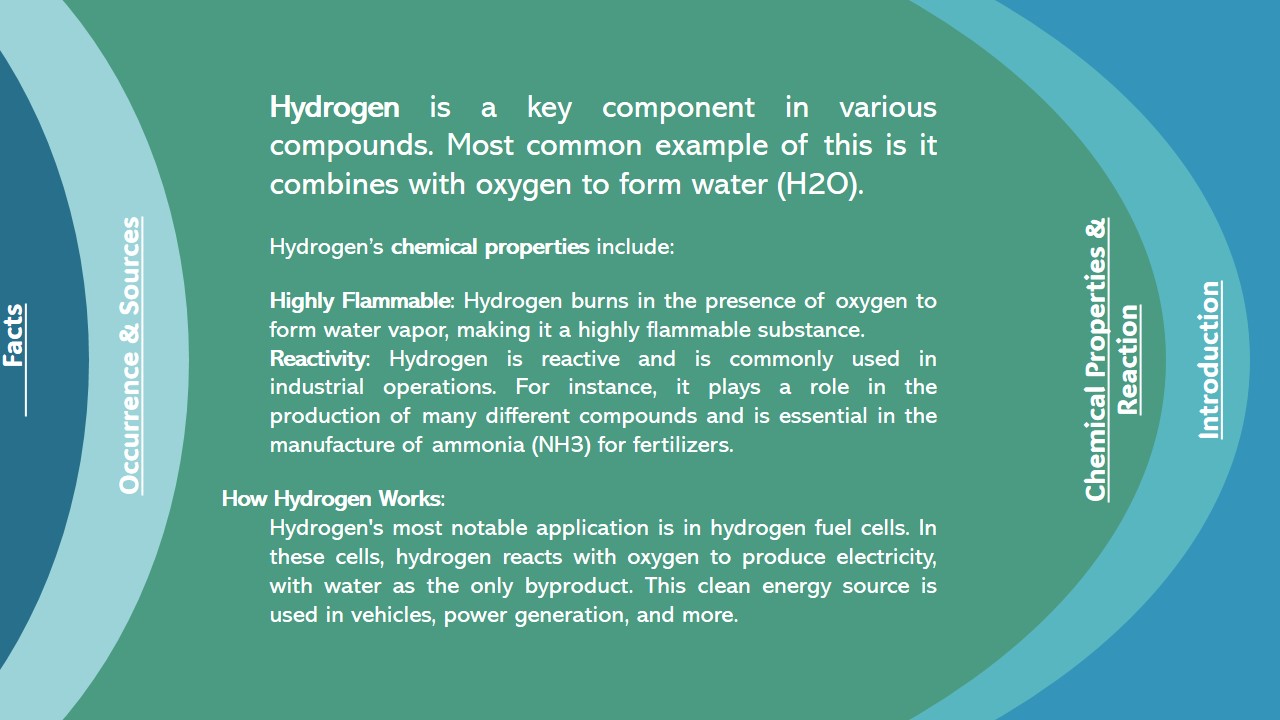 Facts
Occurrence & Sources
Hydrogen is a key component in various
compounds. Most common example of this is it
combines with oxygen to form water (H2O).
Hydrogen’s chemical properties include:
Highly Flammable: Hydrogen burns in the presence of oxygen to
form water vapor, making it a highly flammable substance.
Reactivity: Hydrogen is reactive and is commonly used in
industrial operations. For instance, it plays a role in the
production of many different compounds and is essential in the
manufacture of ammonia (NH3) for fertilizers.
How Hydrogen Works:
Hydrogen's most notable application is in hydrogen fuel cells. In
these cells, hydrogen reacts with oxygen to produce electricity,
with water as the only byproduct. This clean energy source is
used in vehicles, power generation, and more.
Chemical Properties &
Reaction
Introduction